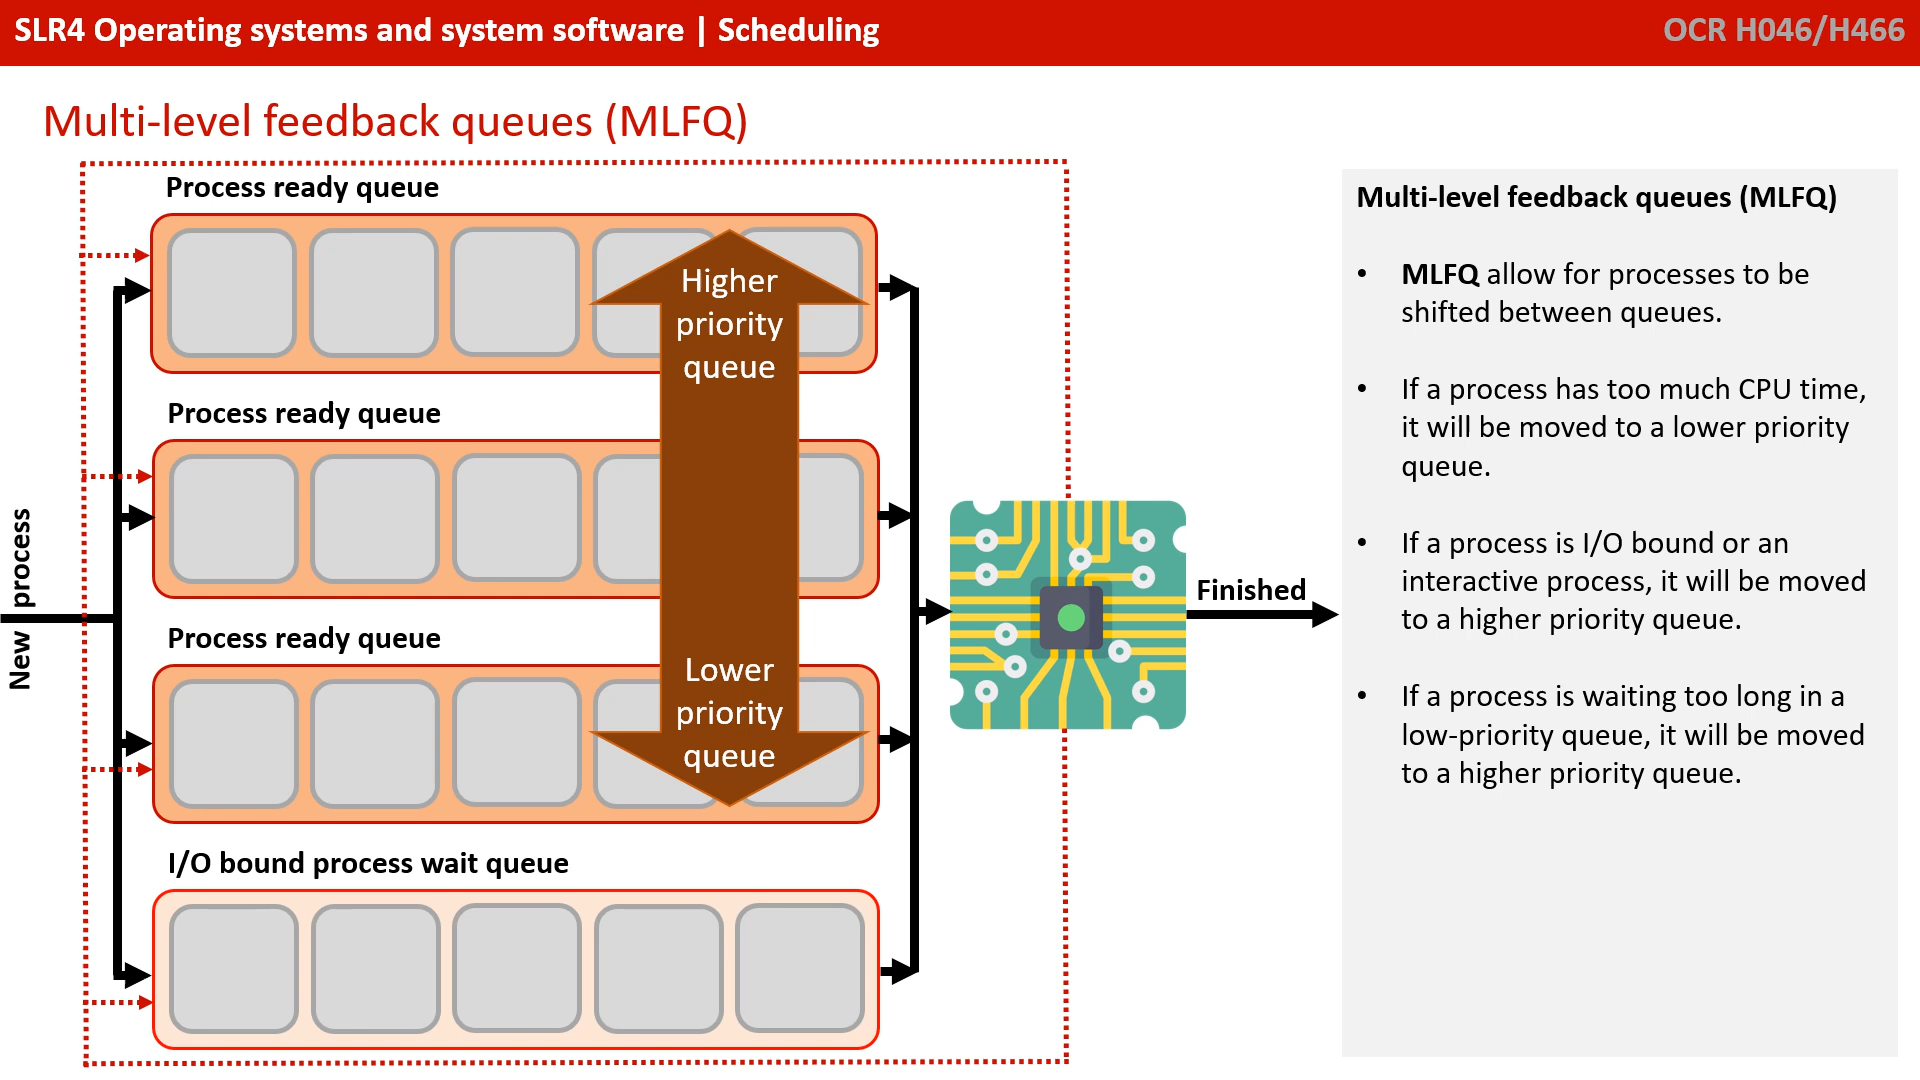 SLR4 Operating systems and system software | Scheduling
OCR H046/H466
Multi-level feedback queues (MLFQ)
Process ready queue
Higher
priority
queue
Process ready queue
New process
Process ready queue
Lower
priority
queue
I/O bound process wait queue
Finished
Multi-level feedback queues (MLFQ)
• MLFQ allow for processes to be
shifted between queues.
• If a process has too much CPU time,
it will be moved to a lower priority
queue.
• If a process is I/O bound or an
interactive process, it will be moved
to a higher priority queue.
• If a process is waiting too long in a
low-priority queue, it will be moved
to a higher priority queue.